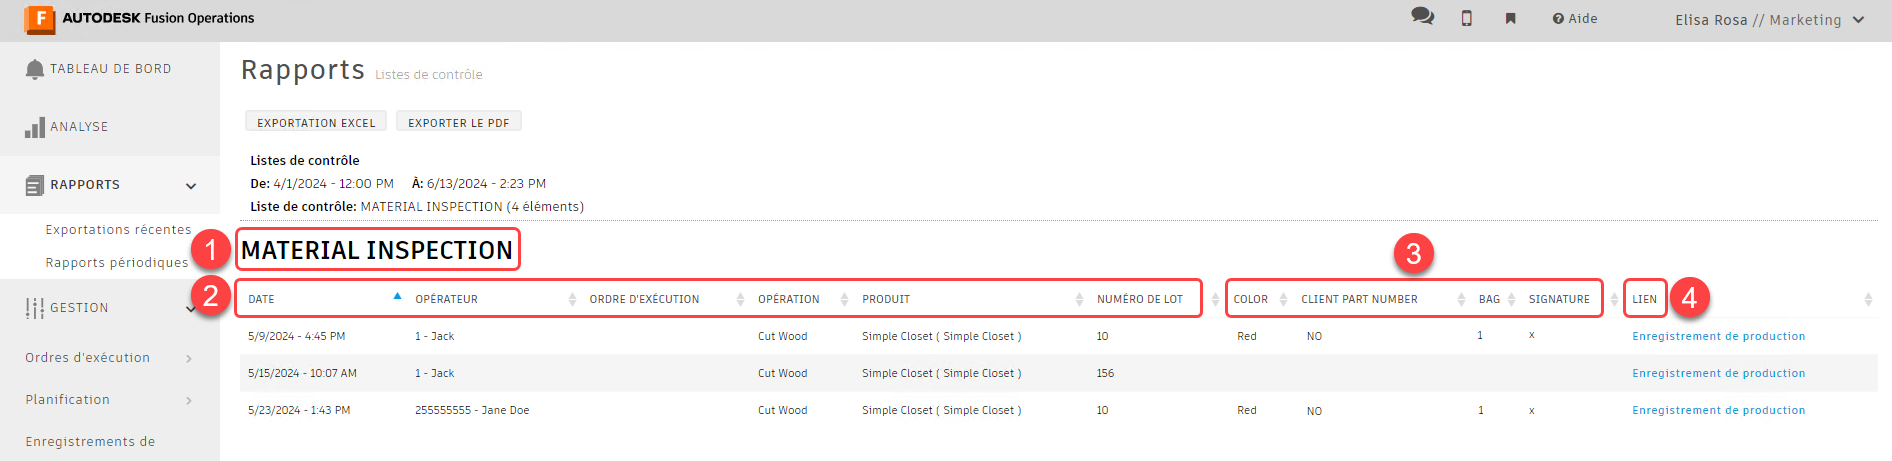 F AUTODESK Fusion Operations
Aide
Elisa Rosa // Marketing
TABLEAU DE BORD
ANALYSE
RAPPORTS
Exportations récentes
Rapports périodiques
GESTION
Ordres d'exécution
Planification
Enregistrements de
Rapports Listes de contrôle
EXPORTATION EXCEL EXPORTER LE PDF
Listes de contrôle
De: 4/1/2024 - 12:00 PM À: 6/13/2024 - 2:23 PM
Liste de contrôle: MATERIAL INSPECTION (4 éléments)
1 MATERIAL INSPECTION
3
2 DATE OPÉRATEUR ORDRE D'EXÉCUTION OPÉRATION PRODUIT NUMÉRO DE LOT COLOR CLIENT PART NUMBER BAG SIGNATURE LIEN 4
5/9/2024 - 4:45 PM 1 - Jack Cut Wood Simple Closet ( Simple Closet ) 10 Red NO 1 x Enregistrement de production
5/15/2024 - 10:07 AM 1 - Jack Cut Wood Simple Closet ( Simple Closet ) 156 Enregistrement de production
5/23/2024 - 1:43 PM 255555555 - Jane Doe Cut Wood Simple Closet ( Simple Closet ) 10 Red NO 1 x Enregistrement de production